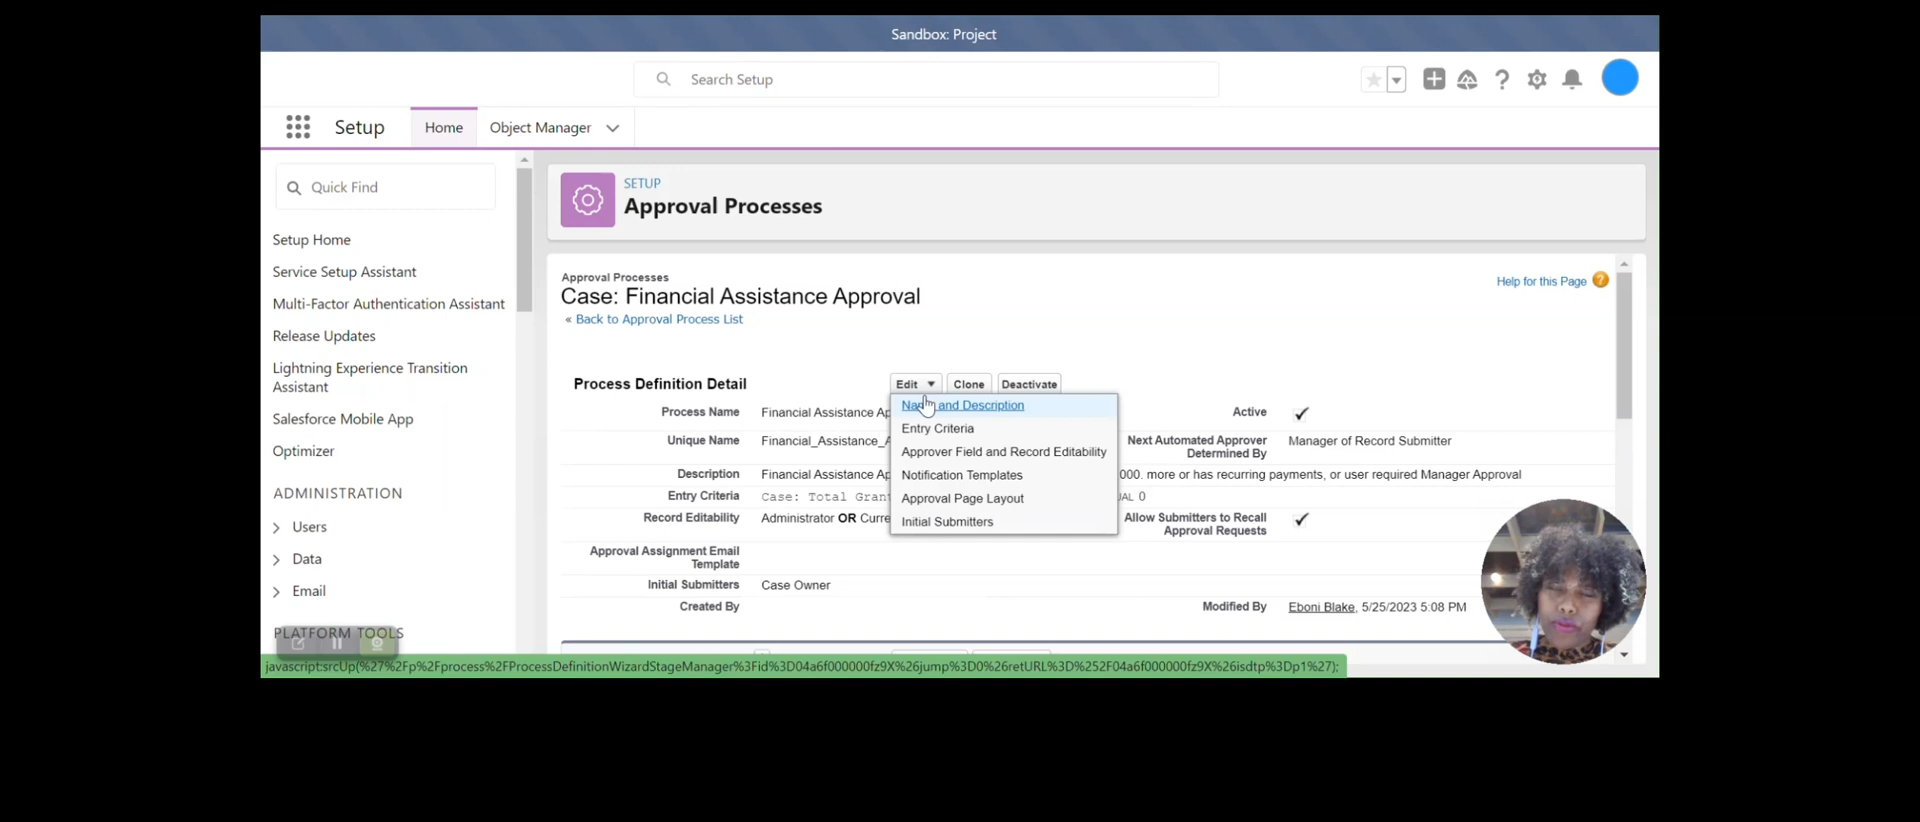 Sandbox: Project
Search Setup
Setup
Home
Object Manager
Quick Find
Setup Home
Service Setup Assistant
Multi-Factor Authentication Assistant
Release Updates
Lightning Experience Transition
Assistant
Salesforce Mobile App
Optimizer
ADMINISTRATION
Users
Data
Email
PLATFORM TOOLS
SETUP
Approval Processes
Approval Processes
Case: Financial Assistance Approval
« Back to Approval Process List
Help for this Page ?
Process Definition Detail
Edit
Clone
Deactivate
Name and Description
Entry Criteria
Approver Field and Record Editability
Notification Templates
Approval Page Layout
Initial Submitters
Process Name Financial Assistance Ap
Active
Unique Name Financial_Assistance_A
Next Automated Approver
Determined By
Manager of Record Submitter
Description Financial Assistance Ap
000. more or has recurring payments, or user required Manager Approval
Entry Criteria Case: Total Gran
UAL 0
Record Editability Administrator OR Curre
Allow Submitters to Recall
Approval Requests
Approval Assignment Email
Template
Initial Submitters Case Owner
Created By
Modified By Eboni Blake, 5/25/2023 5:08 PM
javascript:srcUp(%27%2Fp%2Fprocess%2FProcessDefinitionWizardStageManager%3Fid%3D04a6f000000fz9X%26jump%3D0%26retURL%3D%252F04a6f000000fz9X%26isdtp%3Dp1%27);